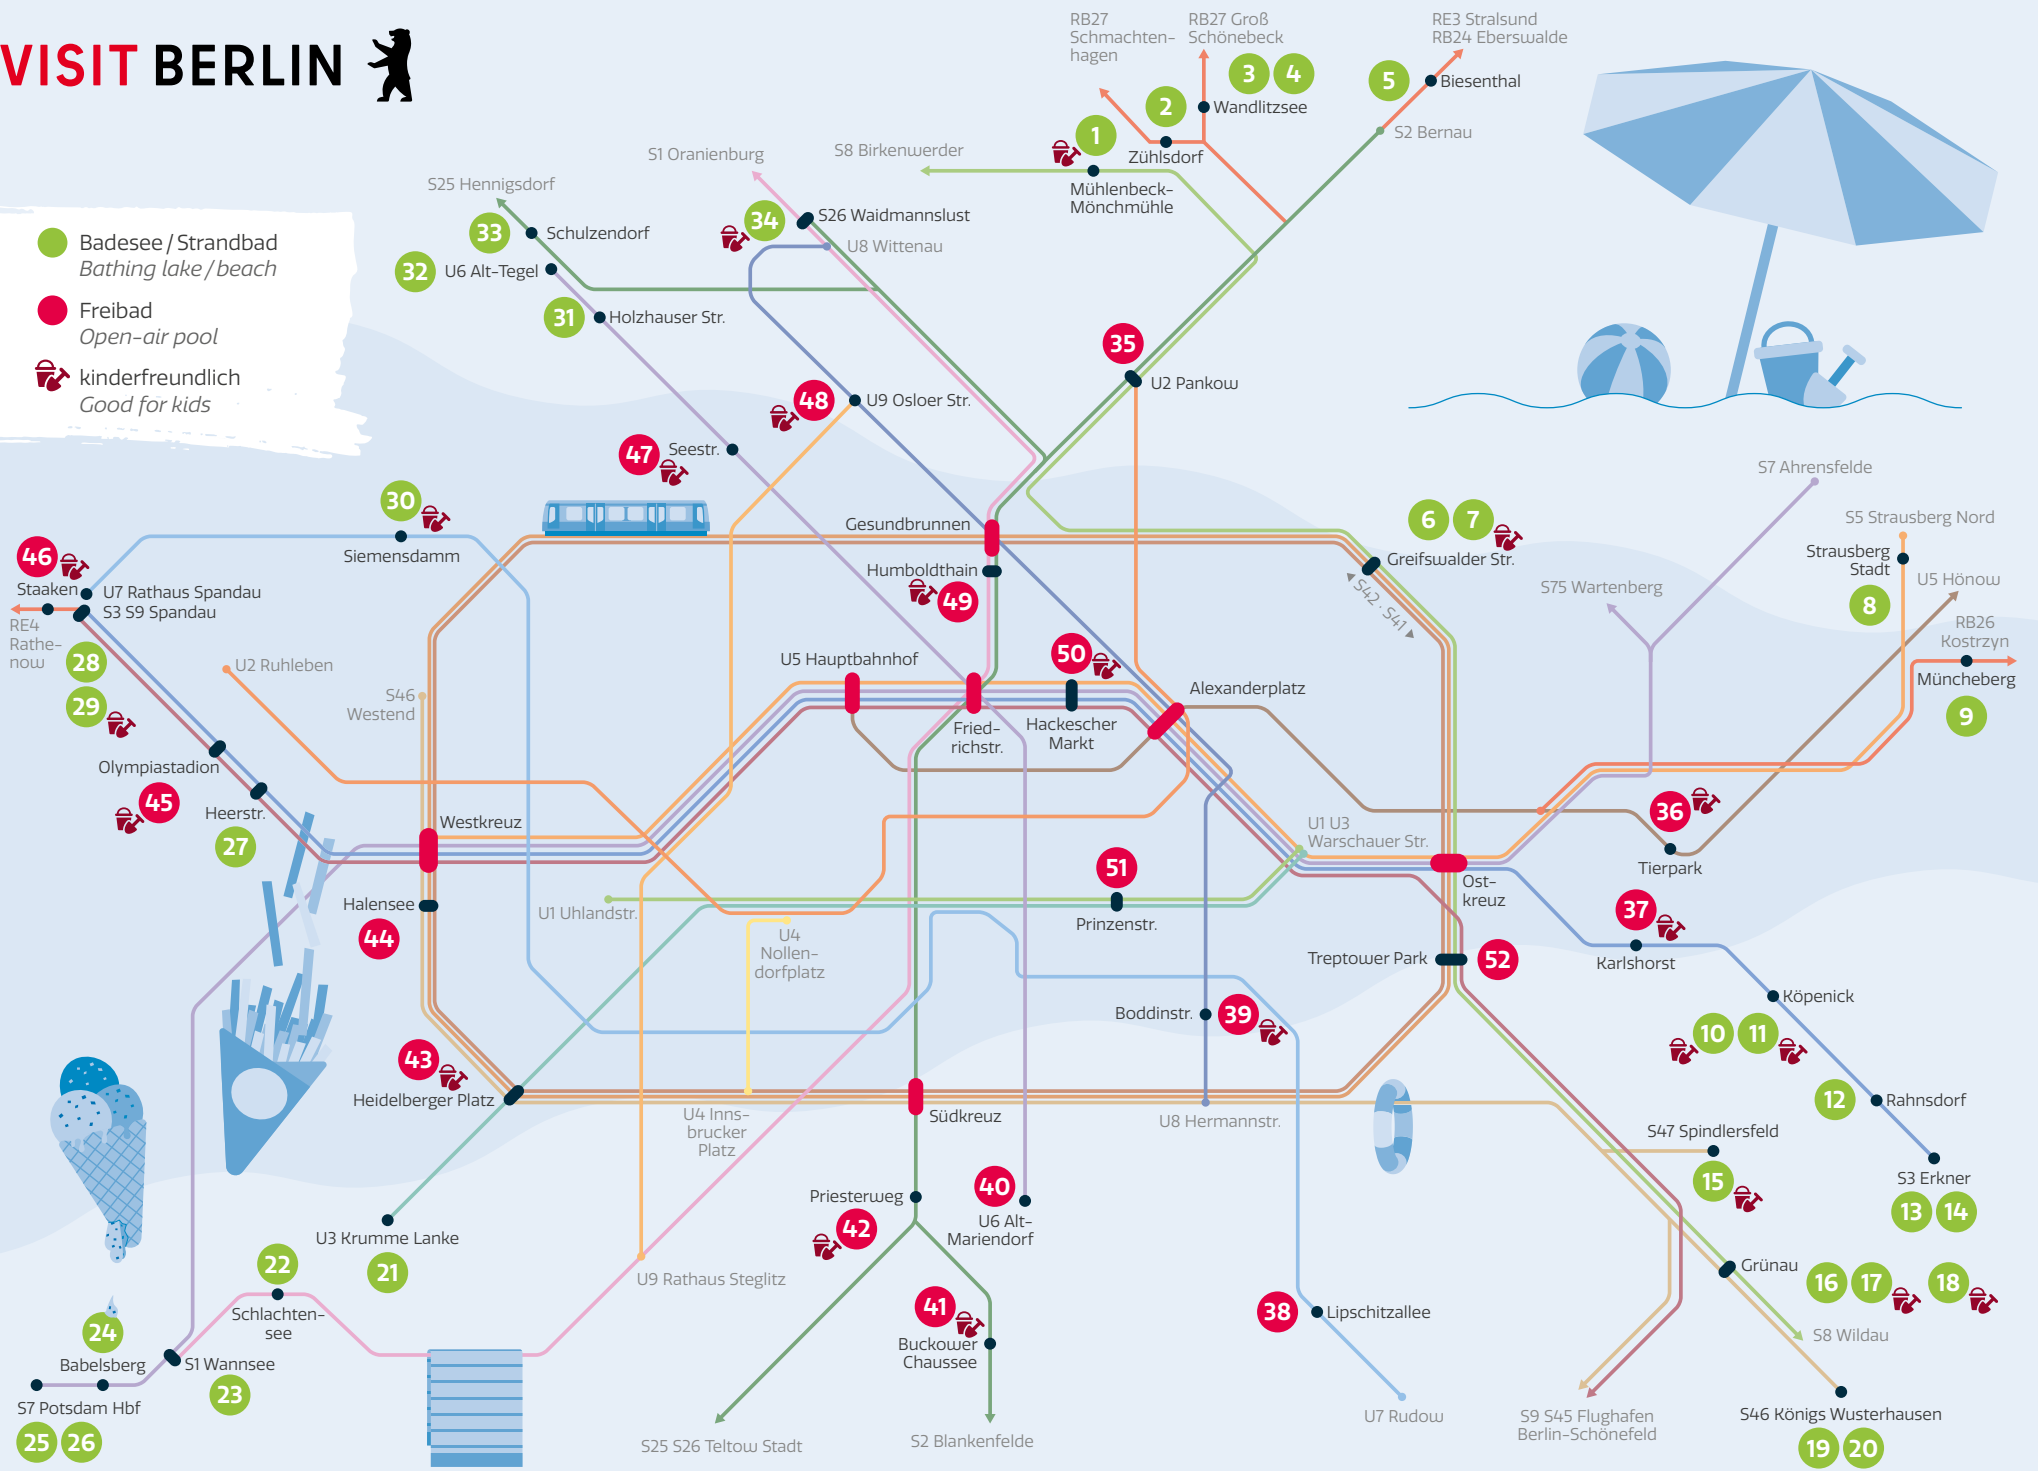 VISIT BERLIN
Badesee / Strandbad
Bathing lake / beach
Freibad
Open-air pool
kinderfreundlich
Good for kids
RB27
Schmachten-
hagen
RB27 Groß
Schönebeck
RE3 Stralsund
RB24 Eberswalde
3
4
5
Biesenthal
2
Wandlitzsee
1
S2 Bernau
Zühlsdorf
S8 Birkenwerder
S1 Oranienburg
Mühlenbeck-
Mönchmühle
S25 Hennigsdorf
34
S26 Waidmannslust
33
Schulzendorf
U8 Wittenau
32
U6 Alt-Tegel
31
Holzhauser Str.
35
U2 Pankow
48
U9 Osloer Str.
47
Seestr.
S7 Ahrensfelde
30
Siemensdamm
Gesundbrunnen
6
7
Greifswalder Str.
S5 Strausberg Nord
Strausberg
Stadt
46
Staaken
U7 Rathaus Spandau
S3 S9 Spandau
Humboldthain
49
S42 · S41
S75 Wartenberg
U5 Hönow
8
RE4
Rathe-
now
28
29
U2 Ruhleben
RB26
Kostrzyn
Müncheberg
9
S46
Westend
U5 Hauptbahnhof
50
Alexanderplatz
Fried-
richstr.
Hackescher
Markt
Olympiastadion
45
Heerstr.
27
Westkreuz
36
Tierpark
U1 U3
Warschauer Str.
51
Prinzenstr.
Ost-
kreuz
Halensee
44
U1 Uhlandstr.
U4
Nollen-
dorfplatz
37
Karlshorst
Treptower Park
52
Köpenick
Boddinstr.
39
10
11
43
Heidelberger Platz
U4 Inns-
brucker
Platz
Südkreuz
U8 Hermannstr.
12
Rahnsdorf
S47 Spindlersfeld
15
S3 Erkner
13
14
Priesterweg
42
40
U6 Alt-
Mariendorf
U3 Krumme Lanke
21
22
Schlachten-
see
U9 Rathaus Steglitz
41
Buckower
Chaussee
38
Lipschitzallee
Grünau
16
17
18
S8 Wildau
24
Babelsberg
S1 Wannsee
23
S7 Potsdam Hbf
25
26
S25 S26 Teltow Stadt
S2 Blankenfelde
U7 Rudow
S9 S45 Flughafen
Berlin-Schönefeld
S46 Königs Wusterhausen
19
20